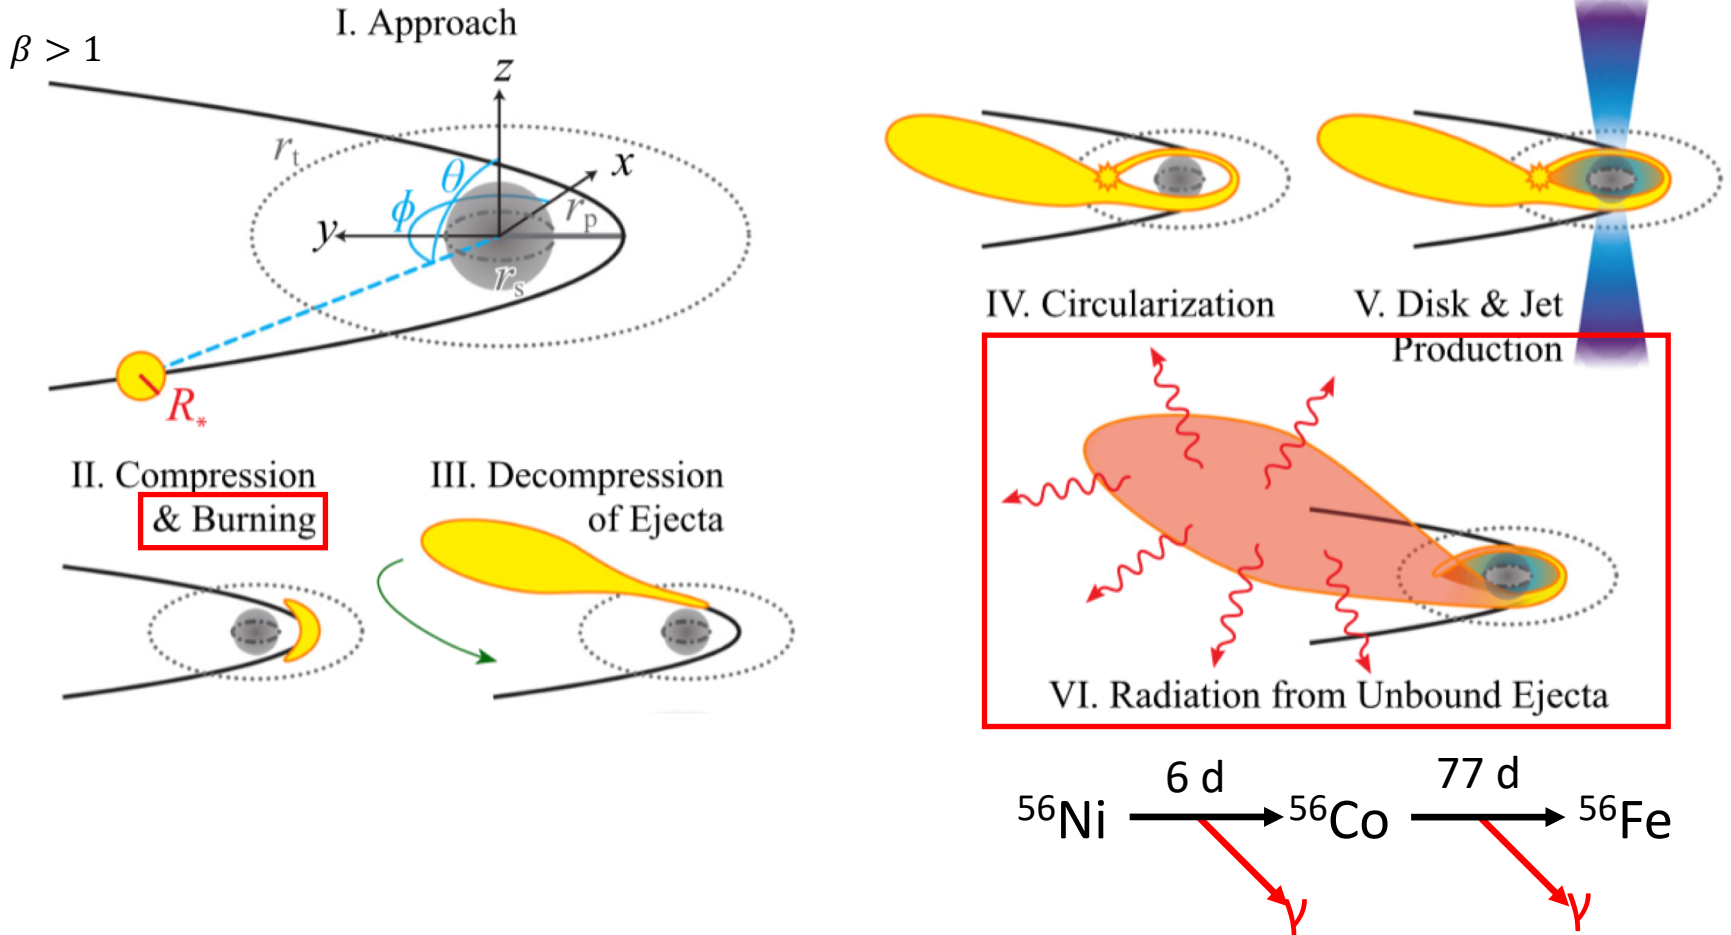 β > 1
I. Approach
z
x
y
r_t
θ
ϕ
r_p
r_s
R_*
II. Compression
& Burning
III. Decompression
of Ejecta
IV. Circularization
V. Disk & Jet
Production
VI. Radiation from Unbound Ejecta
6 d
77 d
⁵⁶Ni
⁵⁶Co
⁵⁶Fe
γ
γ